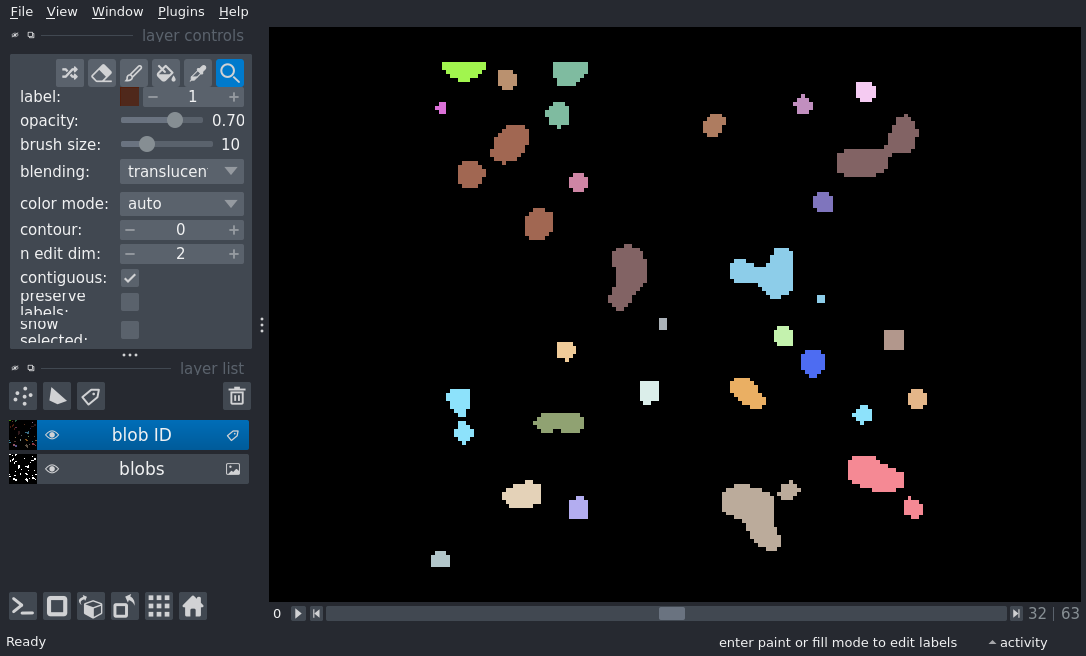 File View Window Plugins Help
layer controls
label: 1
opacity: 0.70
brush size: 10
blending: translucen
color mode: auto
contour: 0
n edit dim: 2
contiguous:
preserve
labels:
show
selected:
layer list
blob ID
blobs
0 32 | 63
Ready enter paint or fill mode to edit labels activity